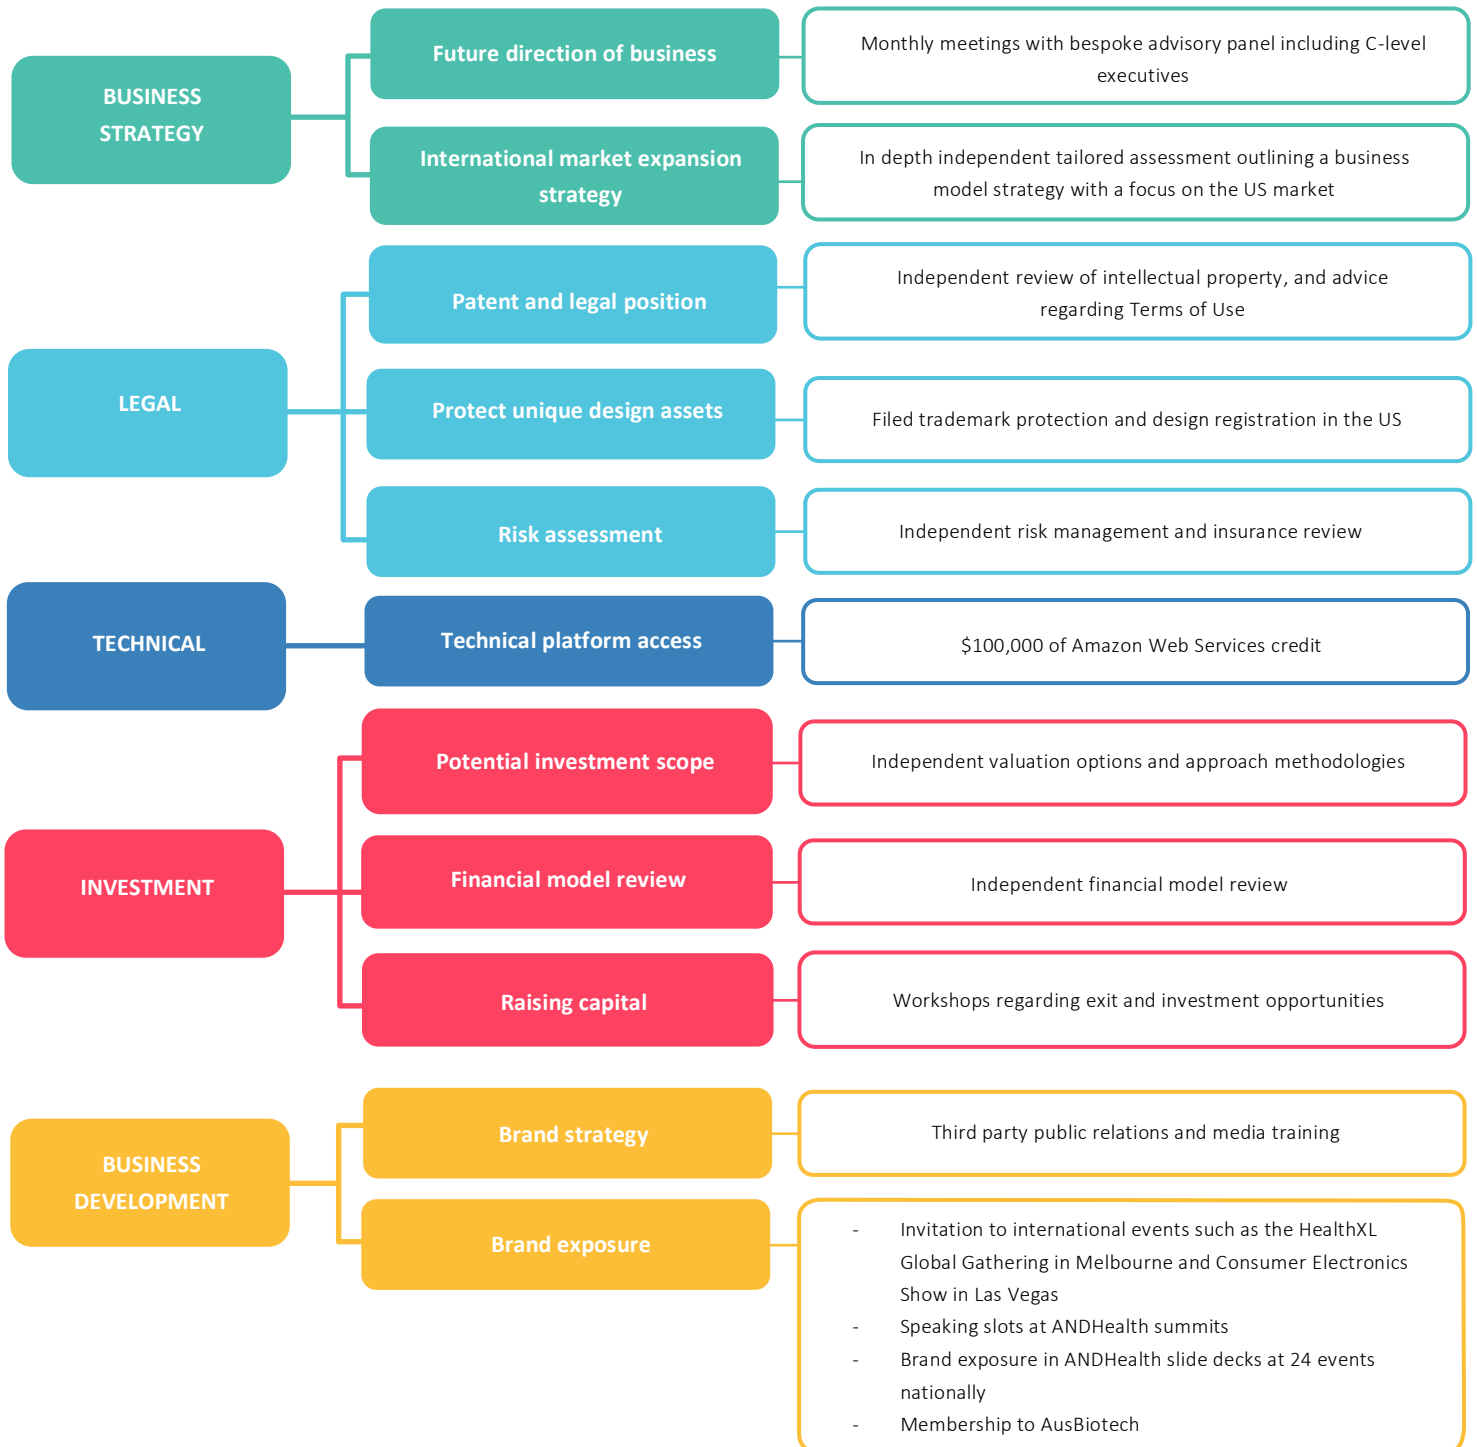 BUSINESS
STRATEGY
Future direction of business
Monthly meetings with bespoke advisory panel including C-level
executives
International market expansion
strategy
In depth independent tailored assessment outlining a business
model strategy with a focus on the US market
LEGAL
Patent and legal position
Independent review of intellectual property, and advice
regarding Terms of Use
Protect unique design assets
Filed trademark protection and design registration in the US
Risk assessment
Independent risk management and insurance review
TECHNICAL
Technical platform access
$100,000 of Amazon Web Services credit
INVESTMENT
Potential investment scope
Independent valuation options and approach methodologies
Financial model review
Independent financial model review
Raising capital
Workshops regarding exit and investment opportunities
BUSINESS
DEVELOPMENT
Brand strategy
Third party public relations and media training
Brand exposure
- Invitation to international events such as the HealthXL
Global Gathering in Melbourne and Consumer Electronics
Show in Las Vegas
- Speaking slots at ANDHealth summits
- Brand exposure in ANDHealth slide decks at 24 events
nationally
- Membership to AusBiotech